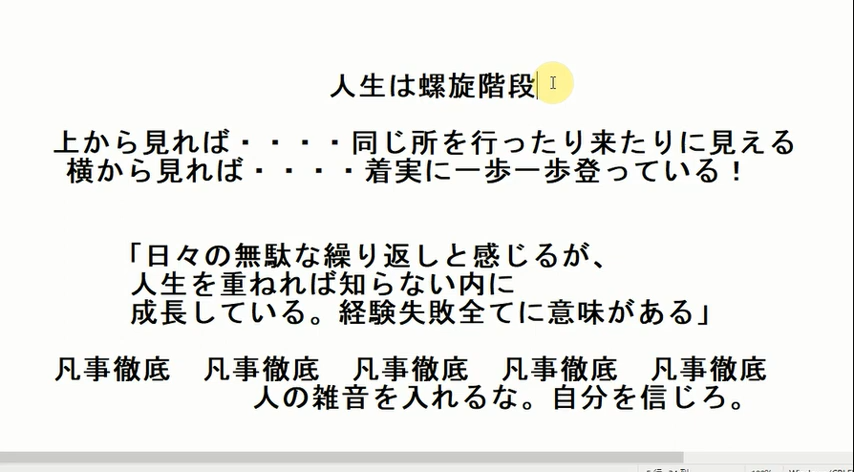 人生は螺旋階段
上から見れば・・・・同じ所を行ったり来たりに見える
横から見れば・・・・着実に一歩一歩登っている！
「日々の無駄な繰り返しと感じるが、
人生を重ねれば知らない内に
成長している。経験失敗全てに意味がある」
凡事徹底　凡事徹底　凡事徹底　凡事徹底　凡事徹底
人の雑音を入れるな。自分を信じろ。